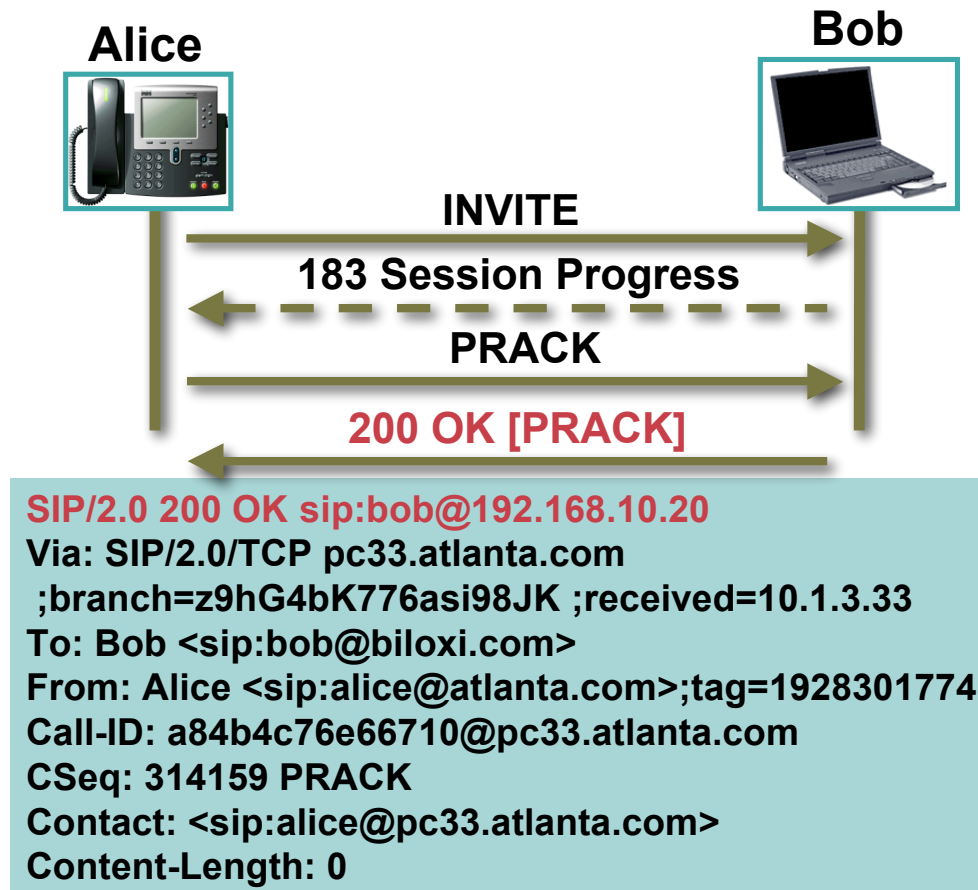 Alice
Bob
INVITE
183 Session Progress
PRACK
200 OK [PRACK]
SIP/2.0 200 OK sip:bob@192.168.10.20
Via: SIP/2.0/TCP pc33.atlanta.com
;branch=z9hG4bK776asi98JK ;received=10.1.3.33
To: Bob <sip:bob@biloxi.com>
From: Alice <sip:alice@atlanta.com>;tag=1928301774
Call-ID: a84b4c76e66710@pc33.atlanta.com
CSeq: 314159 PRACK
Contact: <sip:alice@pc33.atlanta.com>
Content-Length: 0